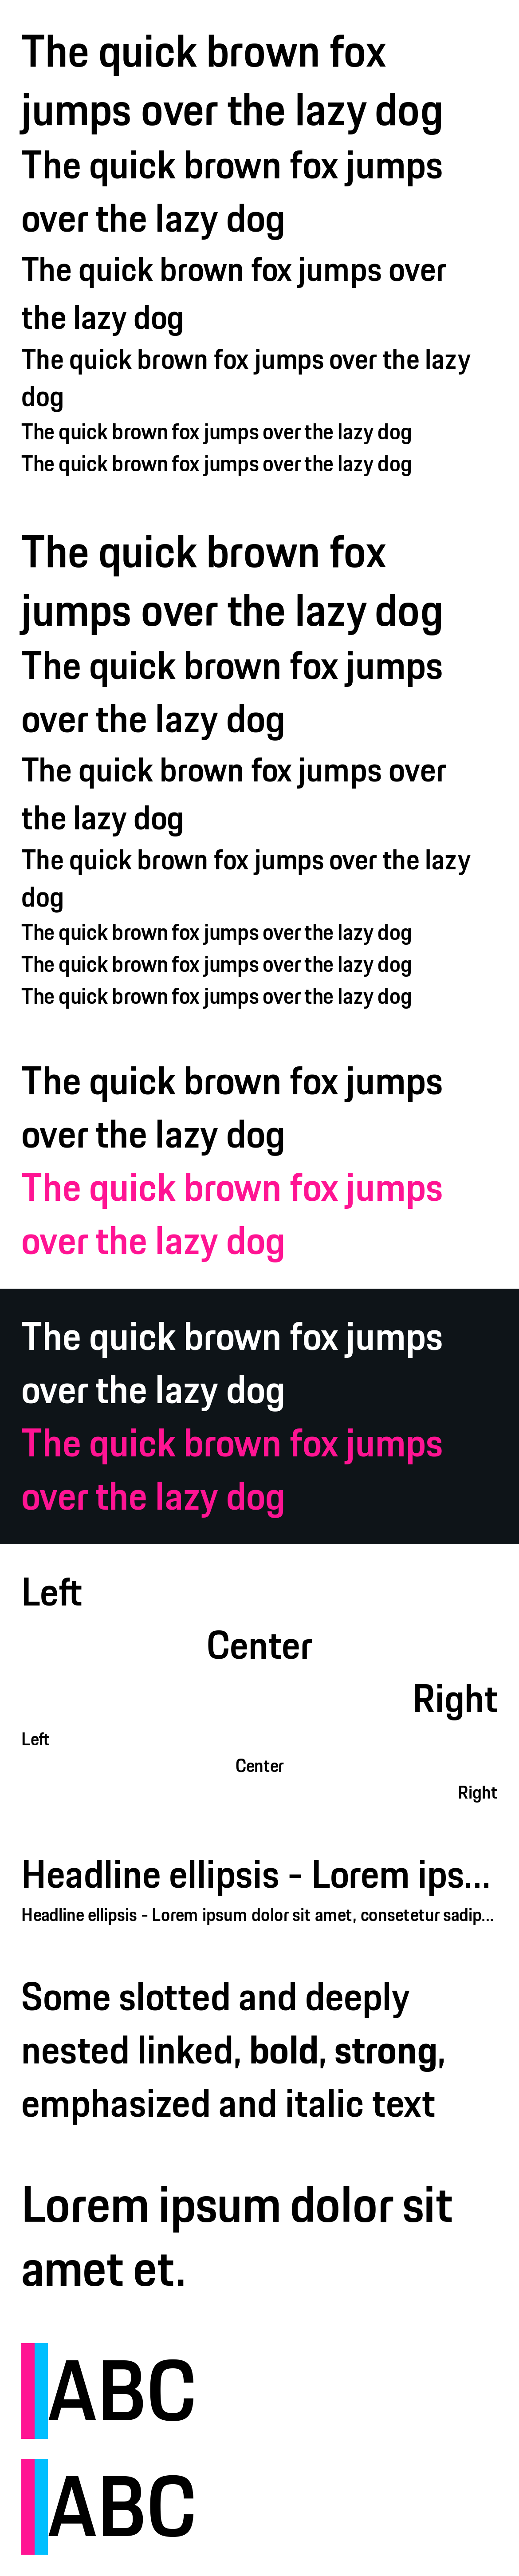 The quick brown fox
jumps over the lazy dog
The quick brown fox jumps
over the lazy dog
The quick brown fox jumps over
the lazy dog
The quick brown fox jumps over the lazy
dog
The quick brown fox jumps over the lazy dog
The quick brown fox jumps over the lazy dog
The quick brown fox
jumps over the lazy dog
The quick brown fox jumps
over the lazy dog
The quick brown fox jumps over
the lazy dog
The quick brown fox jumps over the lazy
dog
The quick brown fox jumps over the lazy dog
The quick brown fox jumps over the lazy dog
The quick brown fox jumps over the lazy dog
The quick brown fox jumps
over the lazy dog
The quick brown fox jumps
over the lazy dog
The quick brown fox jumps
over the lazy dog
The quick brown fox jumps
over the lazy dog
Left
Center
Right
Left
Center
Right
Headline ellipsis - Lorem ips...
Headline ellipsis - Lorem ipsum dolor sit amet, consetetur sadip...
Some slotted and deeply
nested linked, bold, strong,
emphasized and italic text
Lorem ipsum dolor sit
amet et.
ABC
ABC